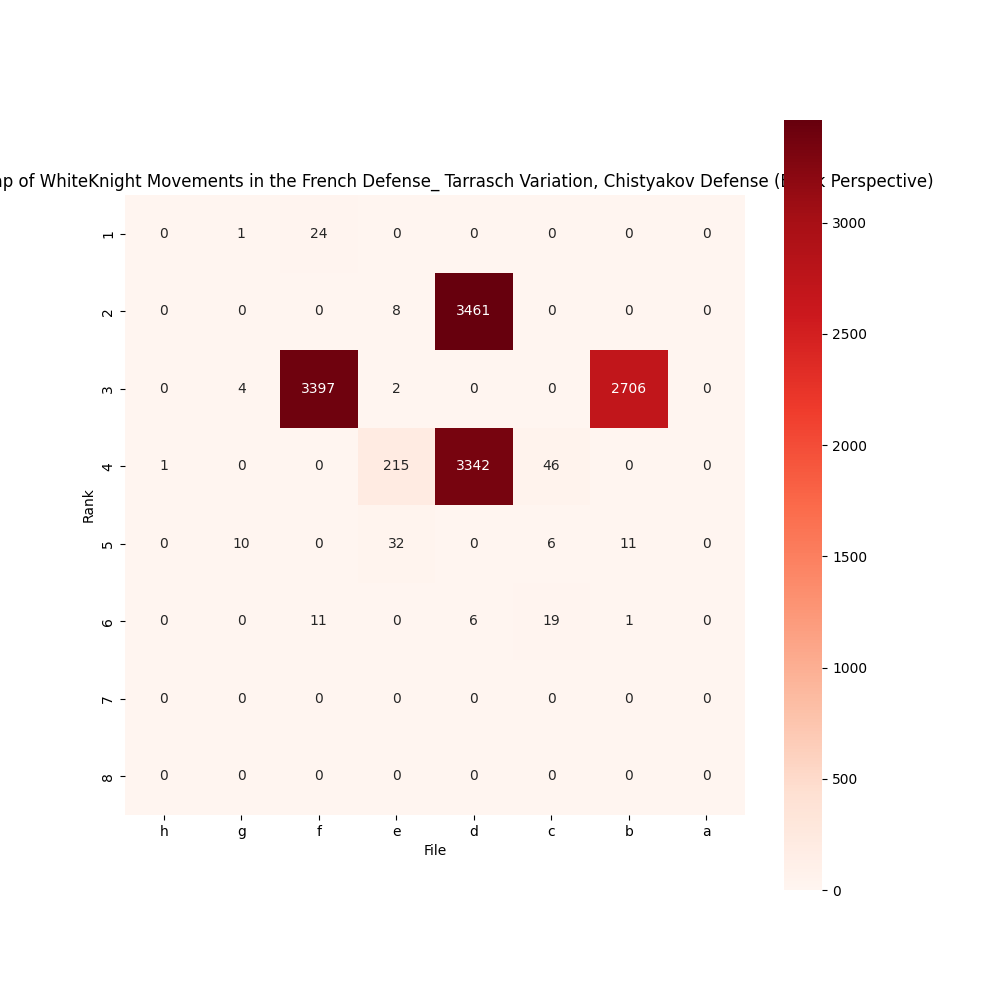 of WhiteKnight Movements in the French Defense_ Tarrasch Variation, Chistyakov Defense ( Perspective)
1 0 1 24 0 0 0 0 0
2 0 0 0 8 3461 0 0 0
3 0 4 3397 2 0 0 2706 0
4 1 0 0 215 3342 46 0 0
5 0 10 0 32 0 6 11 0
6 0 0 11 0 6 19 1 0
7 0 0 0 0 0 0 0 0
8 0 0 0 0 0 0 0 0
h g f e d c b a
File
Rank
3000
2500
2000
1500
1000
500
0